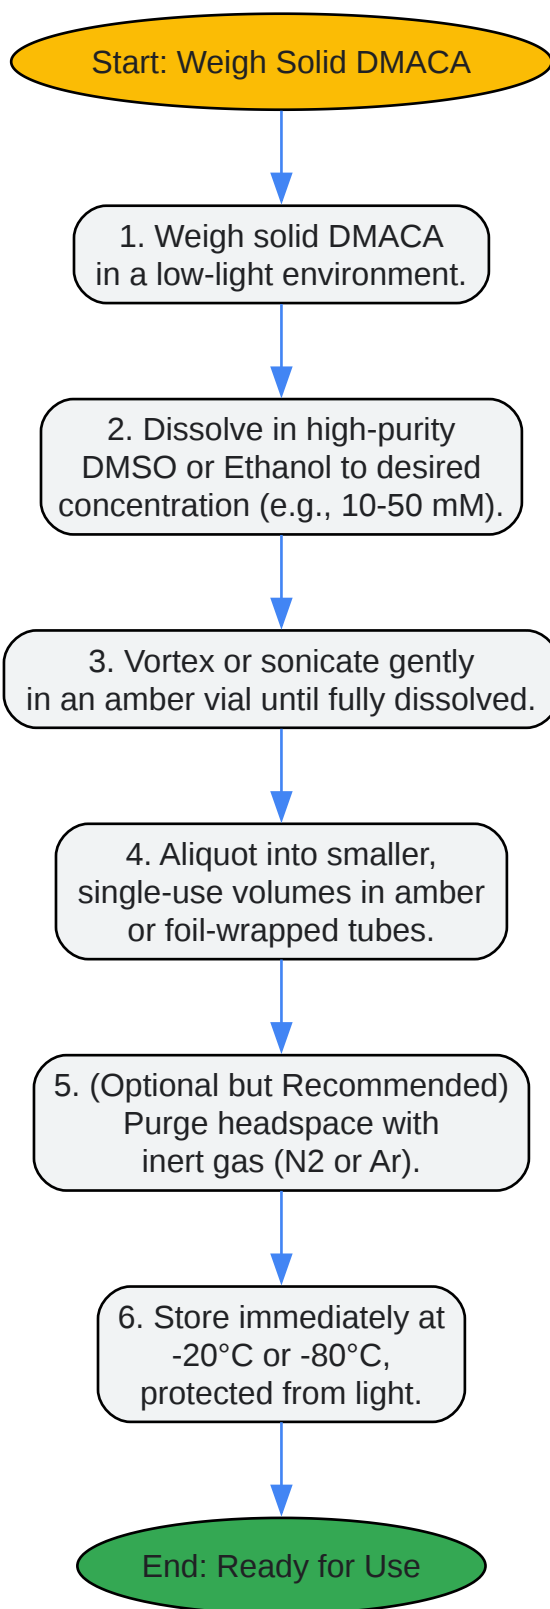 Start: Weigh Solid DMACA
1. Weigh solid DMACA
in a low-light environment.
2. Dissolve in high-purity
DMSO or Ethanol to desired
concentration (e.g., 10-50 mM).
3. Vortex or sonicate gently
in an amber vial until fully dissolved.
4. Aliquot into smaller,
single-use volumes in amber
or foil-wrapped tubes.
5. (Optional but Recommended)
Purge headspace with
inert gas (N2 or Ar).
6. Store immediately at
-20°C or -80°C,
protected from light.
End: Ready for Use